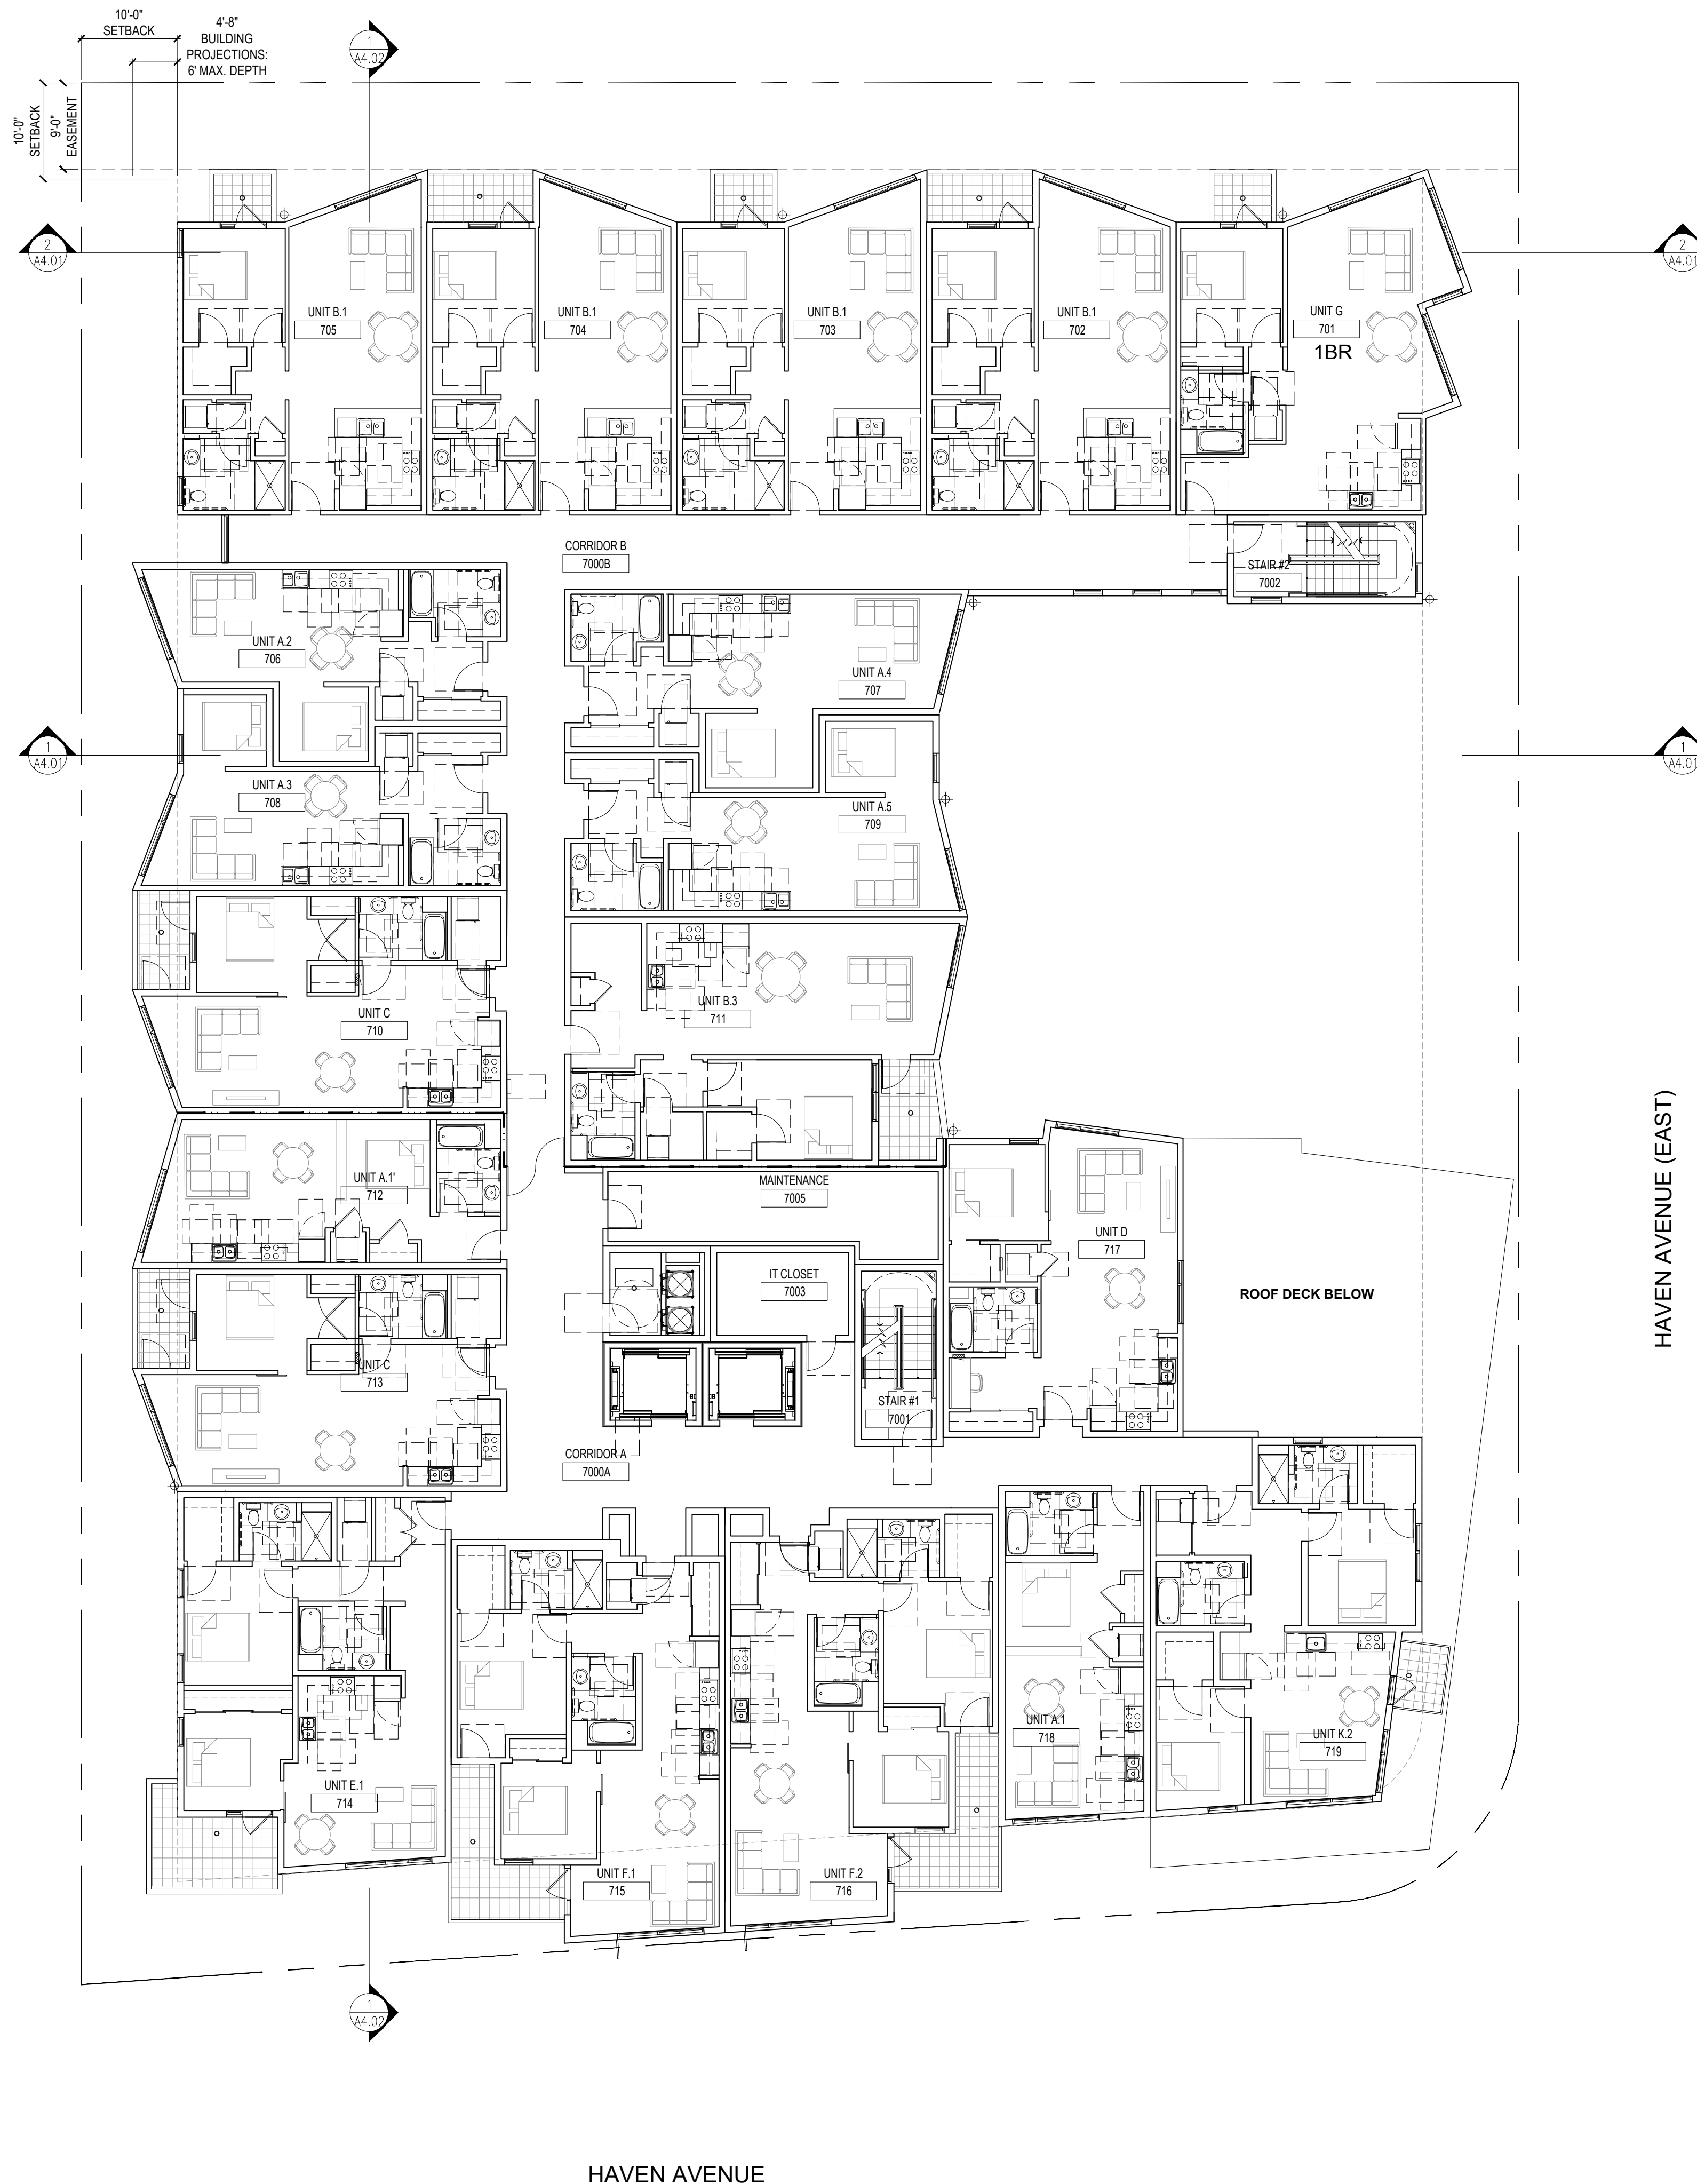 10'-0"
SETBACK
4'-8"
BUILDING
PROJECTIONS:
6' MAX. DEPTH
1
A4.02
10'-0"
SETBACK
9'-0"
EASEMENT
2
A4.01
2
A4.01
UNIT B.1
705
UNIT B.1
704
UNIT B.1
703
UNIT B.1
702
UNIT G
701
1BR
CORRIDOR B
7000B
STAIR #2
7002
UNIT A.2
706
UNIT A.4
707
1
A4.01
1
A4.01
UNIT A.3
708
UNIT A.5
709
UNIT C
710
UNIT B.3
711
UNIT A.1'
712
MAINTENANCE
7005
UNIT D
717
IT CLOSET
7003
ROOF DECK BELOW
HAVEN AVENUE (EAST)
UNIT C
713
STAIR #1
7001
CORRIDOR A
7000A
UNIT E.1
714
UNIT F.1
715
UNIT F.2
716
UNIT A.1
718
UNIT K.2
719
1
A4.02
HAVEN AVENUE